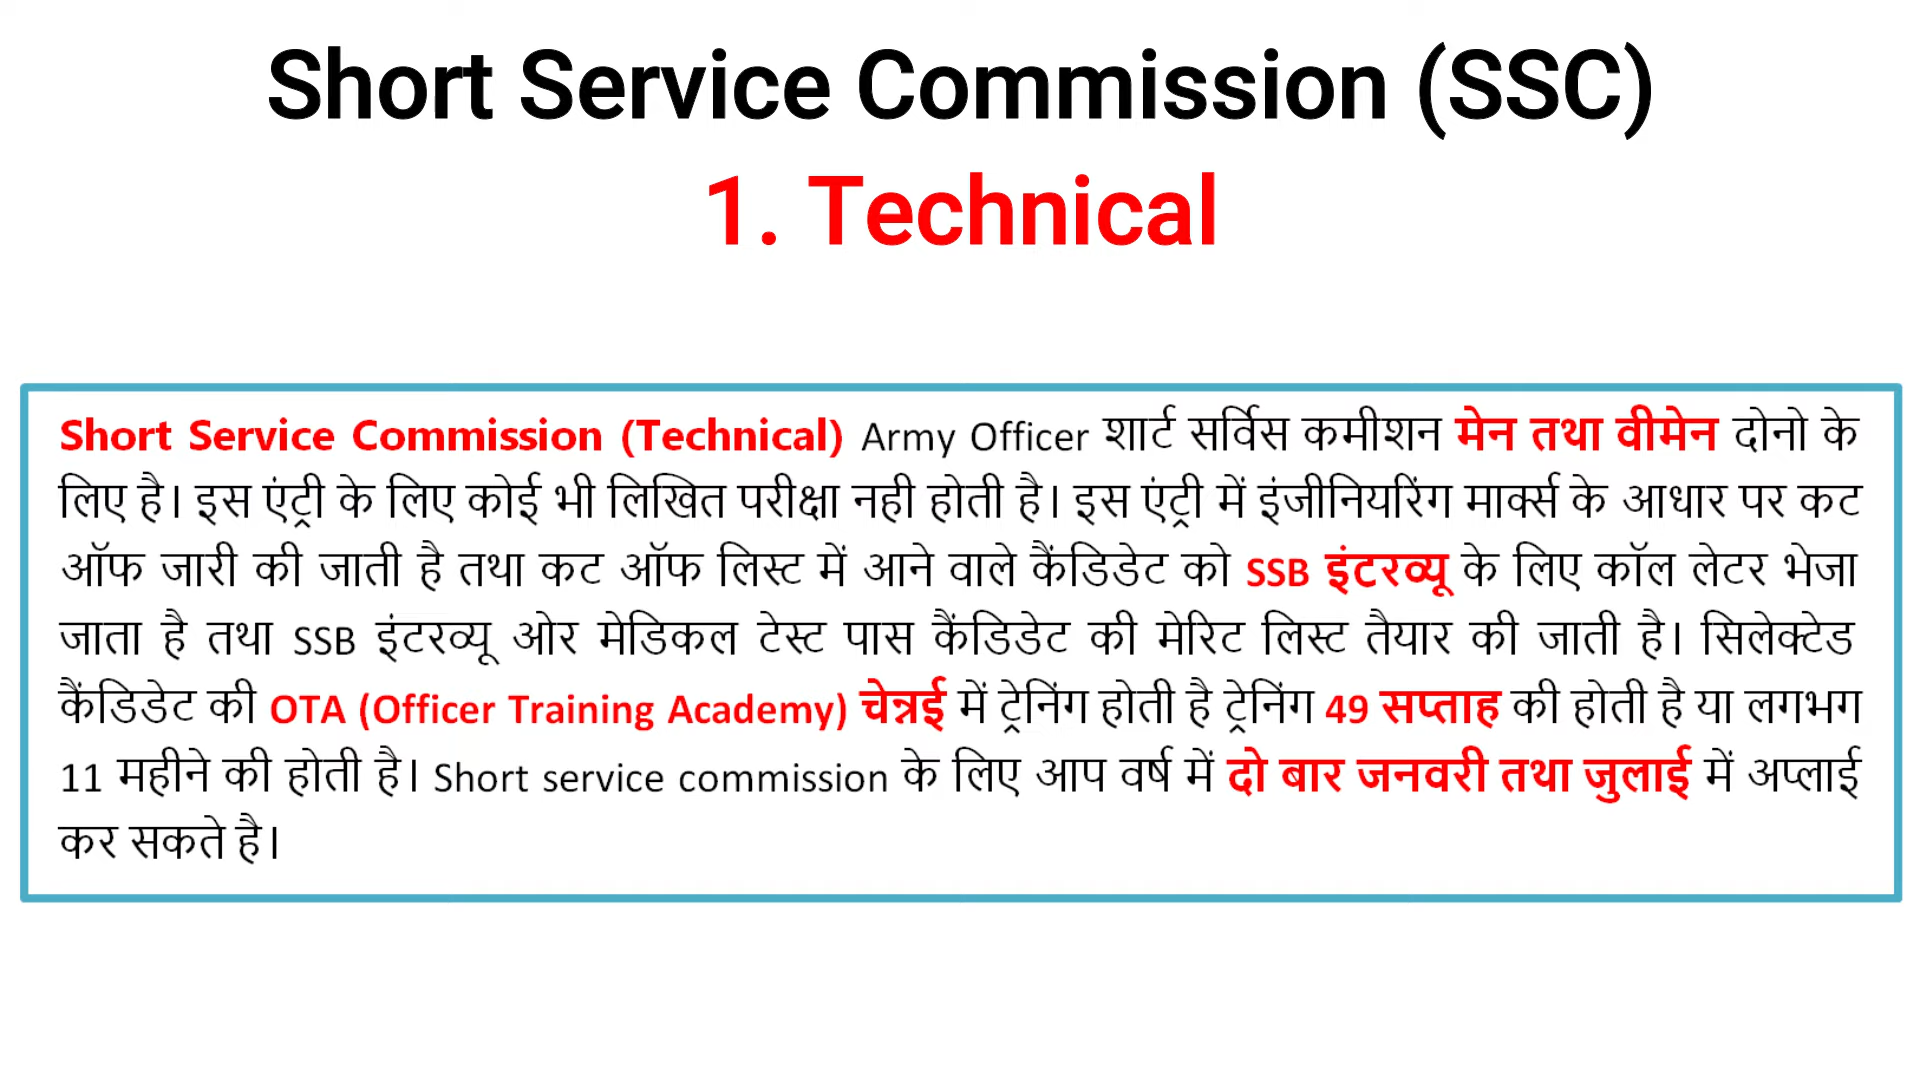 Short Service Commission (SSC)
1. Technical
Short Service Commission (Technical) Army Officer शार्ट सर्विस कमीशन मेन तथा वीमेन दोनो के
लिए है। इस एंट्री के लिए कोई भी लिखित परीक्षा नही होती है। इस एंट्री में इंजीनियरिंग मार्क्स के आधार पर कट
ऑफ जारी की जाती है तथा कट ऑफ लिस्ट में आने वाले कैंडिडेट को SSB इंटरव्यू के लिए कॉल लेटर भेजा
जाता है तथा SSB इंटरव्यू ओर मेडिकल टेस्ट पास कैंडिडेट की मेरिट लिस्ट तैयार की जाती है। सिलेक्टेड
कैंडिडेट की OTA (Officer Training Academy) चेन्नई में ट्रेनिंग होती है ट्रेनिंग 49 सप्ताह की होती है या लगभग
11 महीने की होती है। Short service commission के लिए आप वर्ष में दो बार जनवरी तथा जुलाई में अप्लाई
कर सकते है।